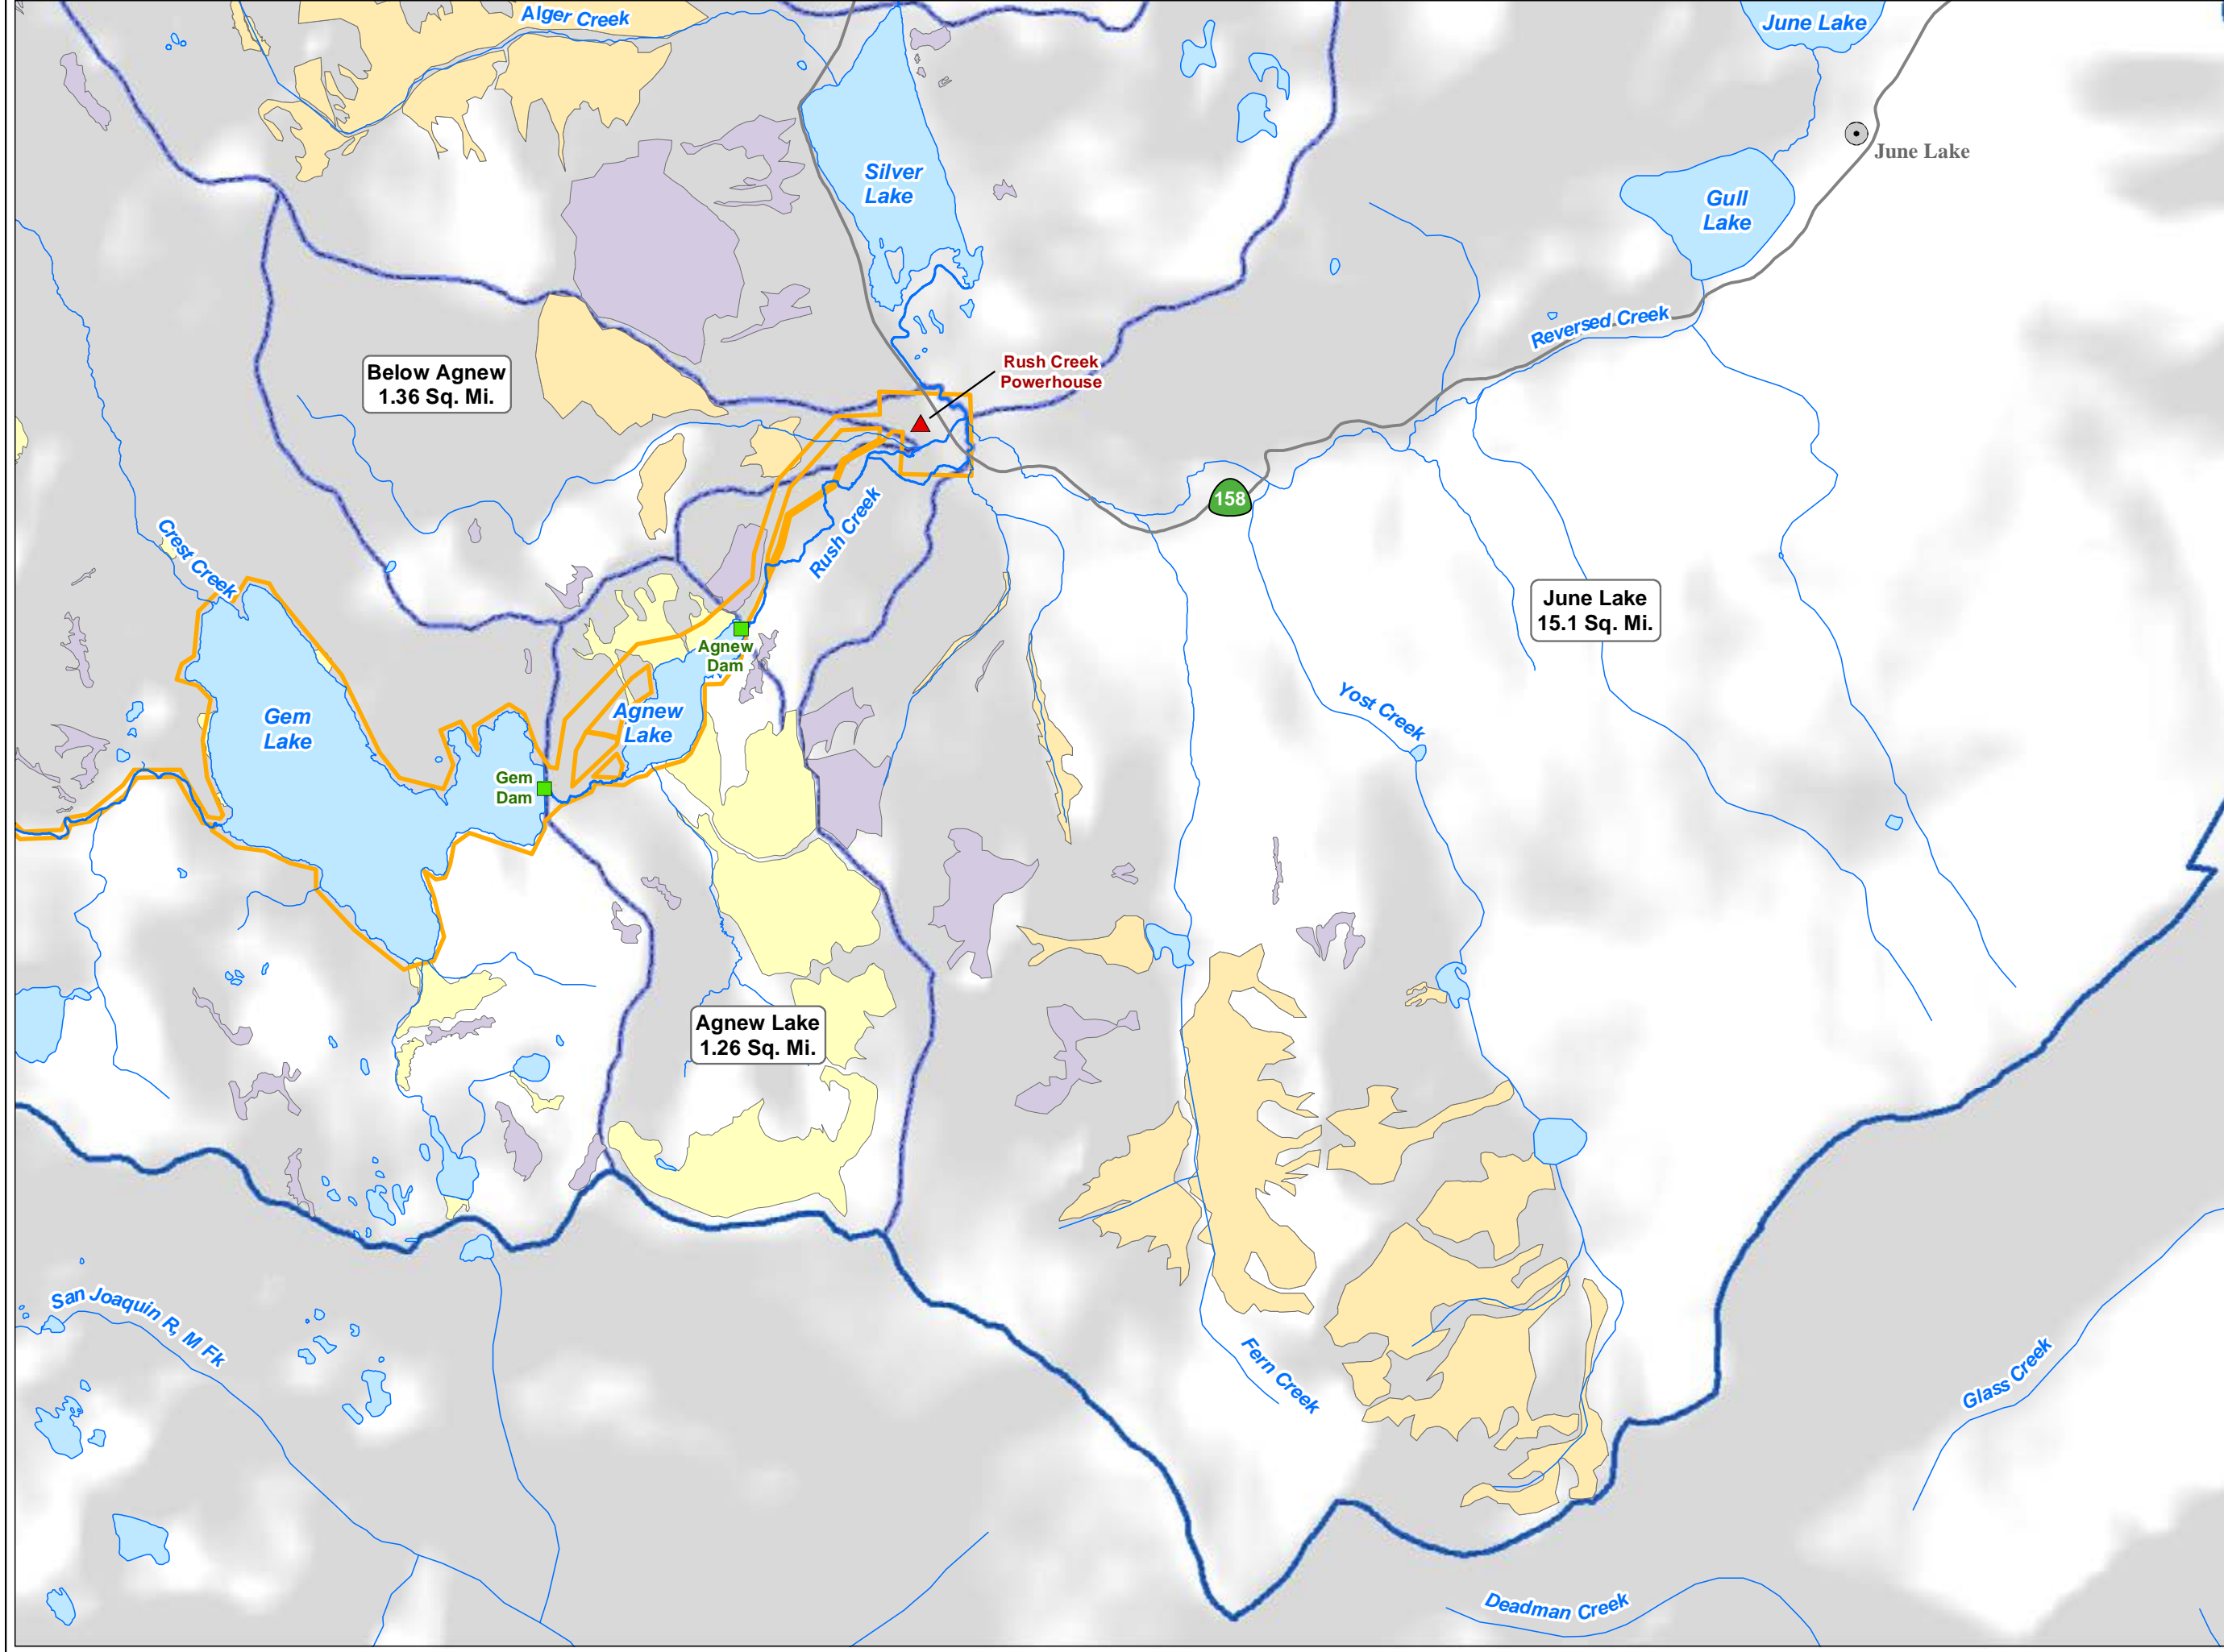 Alger Creek
June Lake
June Lake
Silver
Lake
Gull
Lake
Reversed Creek
Rush Creek
Powerhouse
Below Agnew
1.36 Sq. Mi.
158
Rush Creek
Crest Creek
June Lake
15.1 Sq. Mi.
Agnew
Dam
Yost Creek
Gem
Lake
Agnew
Lake
Gem
Dam
Agnew Lake
1.26 Sq. Mi.
San Joaquin R, M Fk
Fern Creek
Glass Creek
Deadman Creek